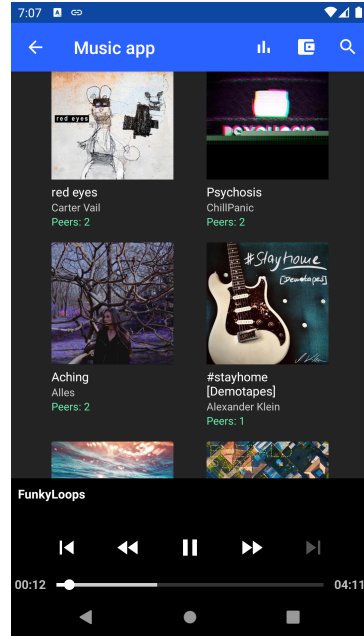 7:07
Music app
red eyes
PSYCHOSIS
red eyes
Psychosis
Carter Vail
ChillPanic
Peers: 2
Peers: 2
#Stayhome
[Demotapes]
Aching
#stayhome
[Demotapes]
Alles
Alexander Klein
Peers: 2
Peers: 1
FunkyLoops
00:12
04:11